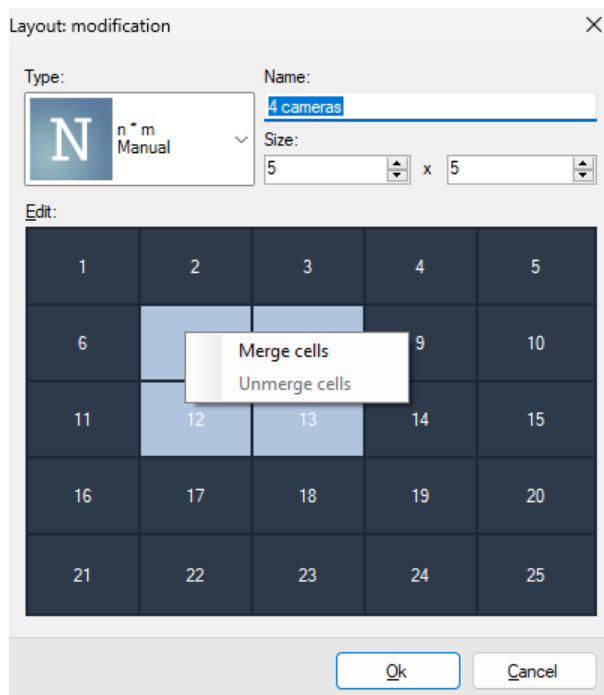 Layout: modification
Type:
Name:
N
n * m
Manual
4 cameras
Size:
5 x 5
Edit:
1 2 3 4 5
6 9 10
Merge cells
Unmerge cells
11 12 13 14 15
16 17 18 19 20
21 22 23 24 25
Ok Cancel